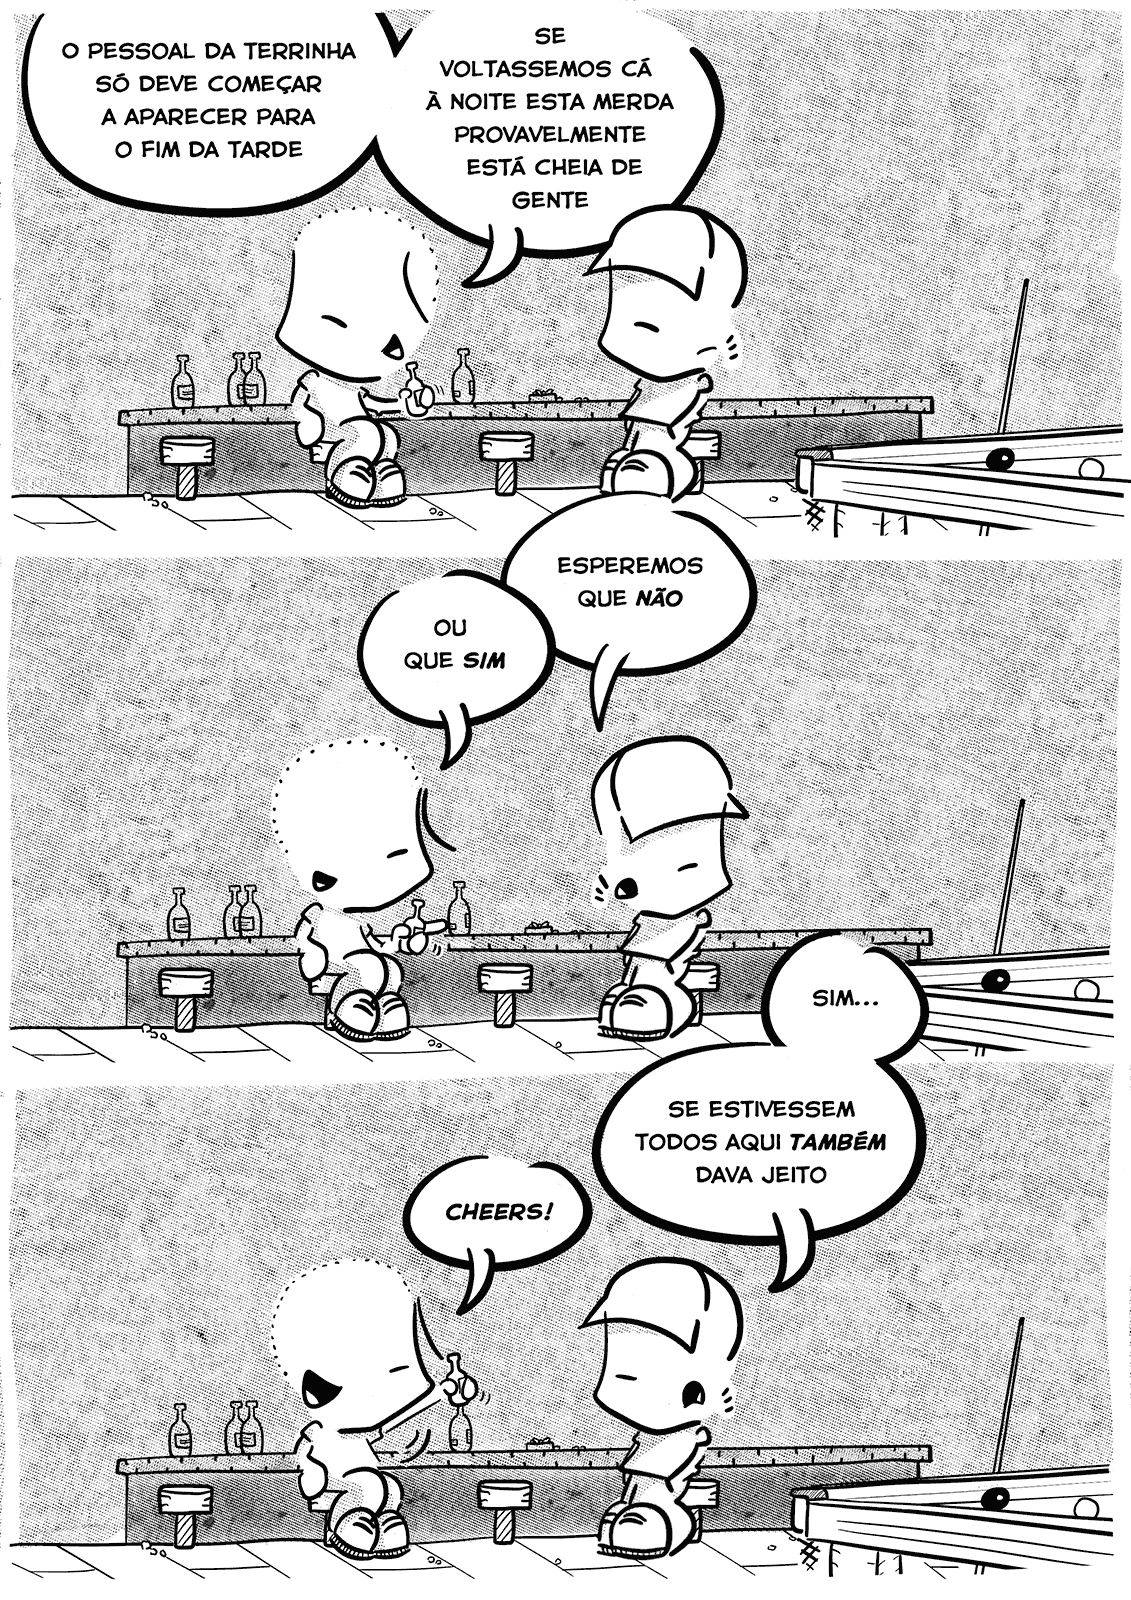 O PESSOAL DA TERRINHA
SÓ DEVE COMEÇAR
A APARECER PARA
O FIM DA TARDE
SE
VOLTASSEMOS CÁ
À NOITE ESTA MERDA
PROVAVELMENTE
ESTÁ CHEIA DE
GENTE
ESPEREMOS
QUE NÃO
OU
QUE SIM
SIM...
SE ESTIVESSEM
TODOS AQUI TAMBÉM
DAVA JEITO
CHEERS!